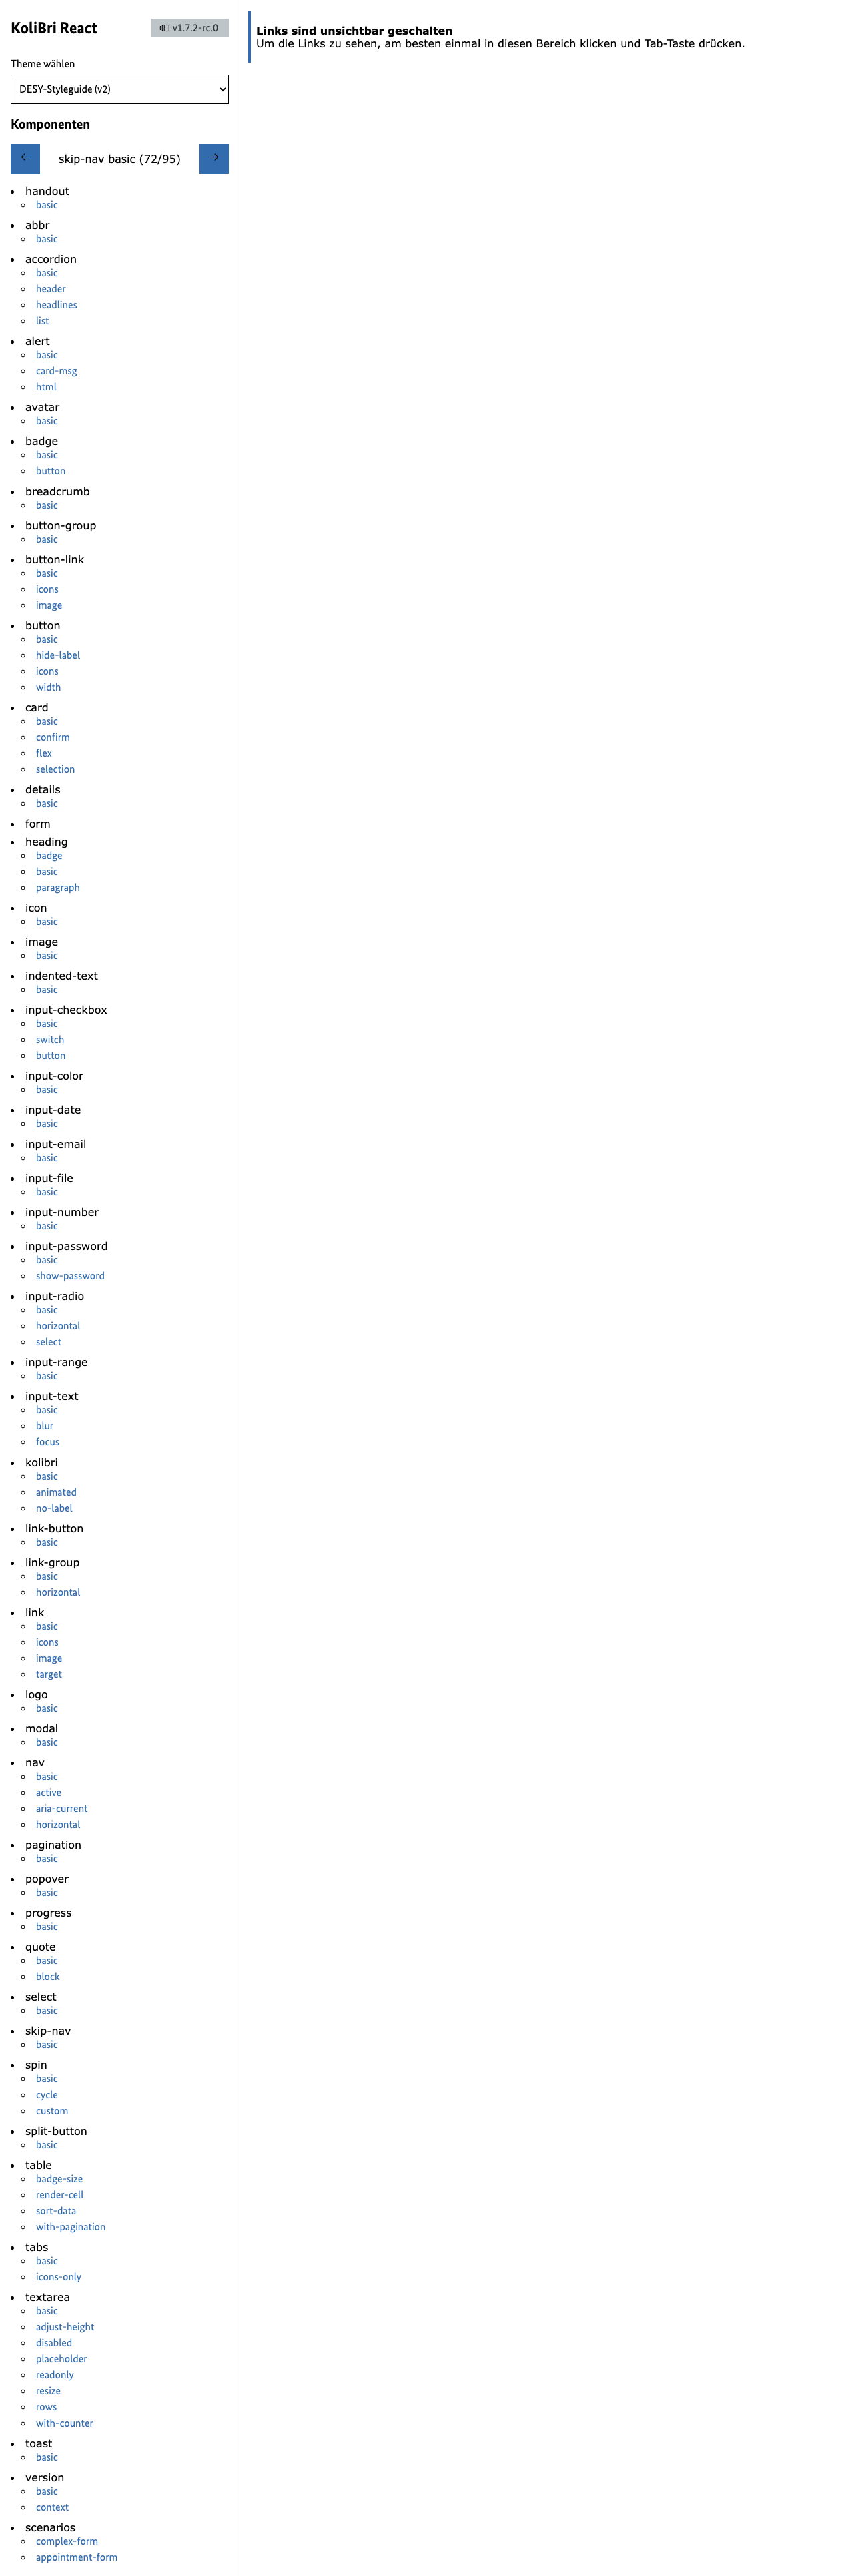 KoliBri React
v1.7.2-rc.0
Theme wählen
DESY-Styleguide (v2)
Komponenten
← skip-nav basic (72/95) →
handout
basic
abbr
basic
accordion
basic
header
headlines
list
alert
basic
card-msg
html
avatar
basic
badge
basic
button
breadcrumb
basic
button-group
basic
button-link
basic
icons
image
button
basic
hide-label
icons
width
card
basic
confirm
flex
selection
details
basic
form
heading
badge
basic
paragraph
icon
basic
image
basic
indented-text
basic
input-checkbox
basic
switch
button
input-color
basic
input-date
basic
input-email
basic
input-file
basic
input-number
basic
input-password
basic
show-password
input-radio
basic
horizontal
select
input-range
basic
input-text
basic
blur
focus
kolibri
basic
animated
no-label
link-button
basic
link-group
basic
horizontal
link
basic
icons
image
target
logo
basic
modal
basic
nav
basic
active
aria-current
horizontal
pagination
basic
popover
basic
progress
basic
quote
basic
block
select
basic
skip-nav
basic
spin
basic
cycle
custom
split-button
basic
table
badge-size
render-cell
sort-data
with-pagination
tabs
basic
icons-only
textarea
basic
adjust-height
disabled
placeholder
readonly
resize
rows
with-counter
toast
basic
version
basic
context
scenarios
complex-form
appointment-form
Links sind unsichtbar geschalten
Um die Links zu sehen, am besten einmal in diesen Bereich klicken und Tab-Taste drücken.